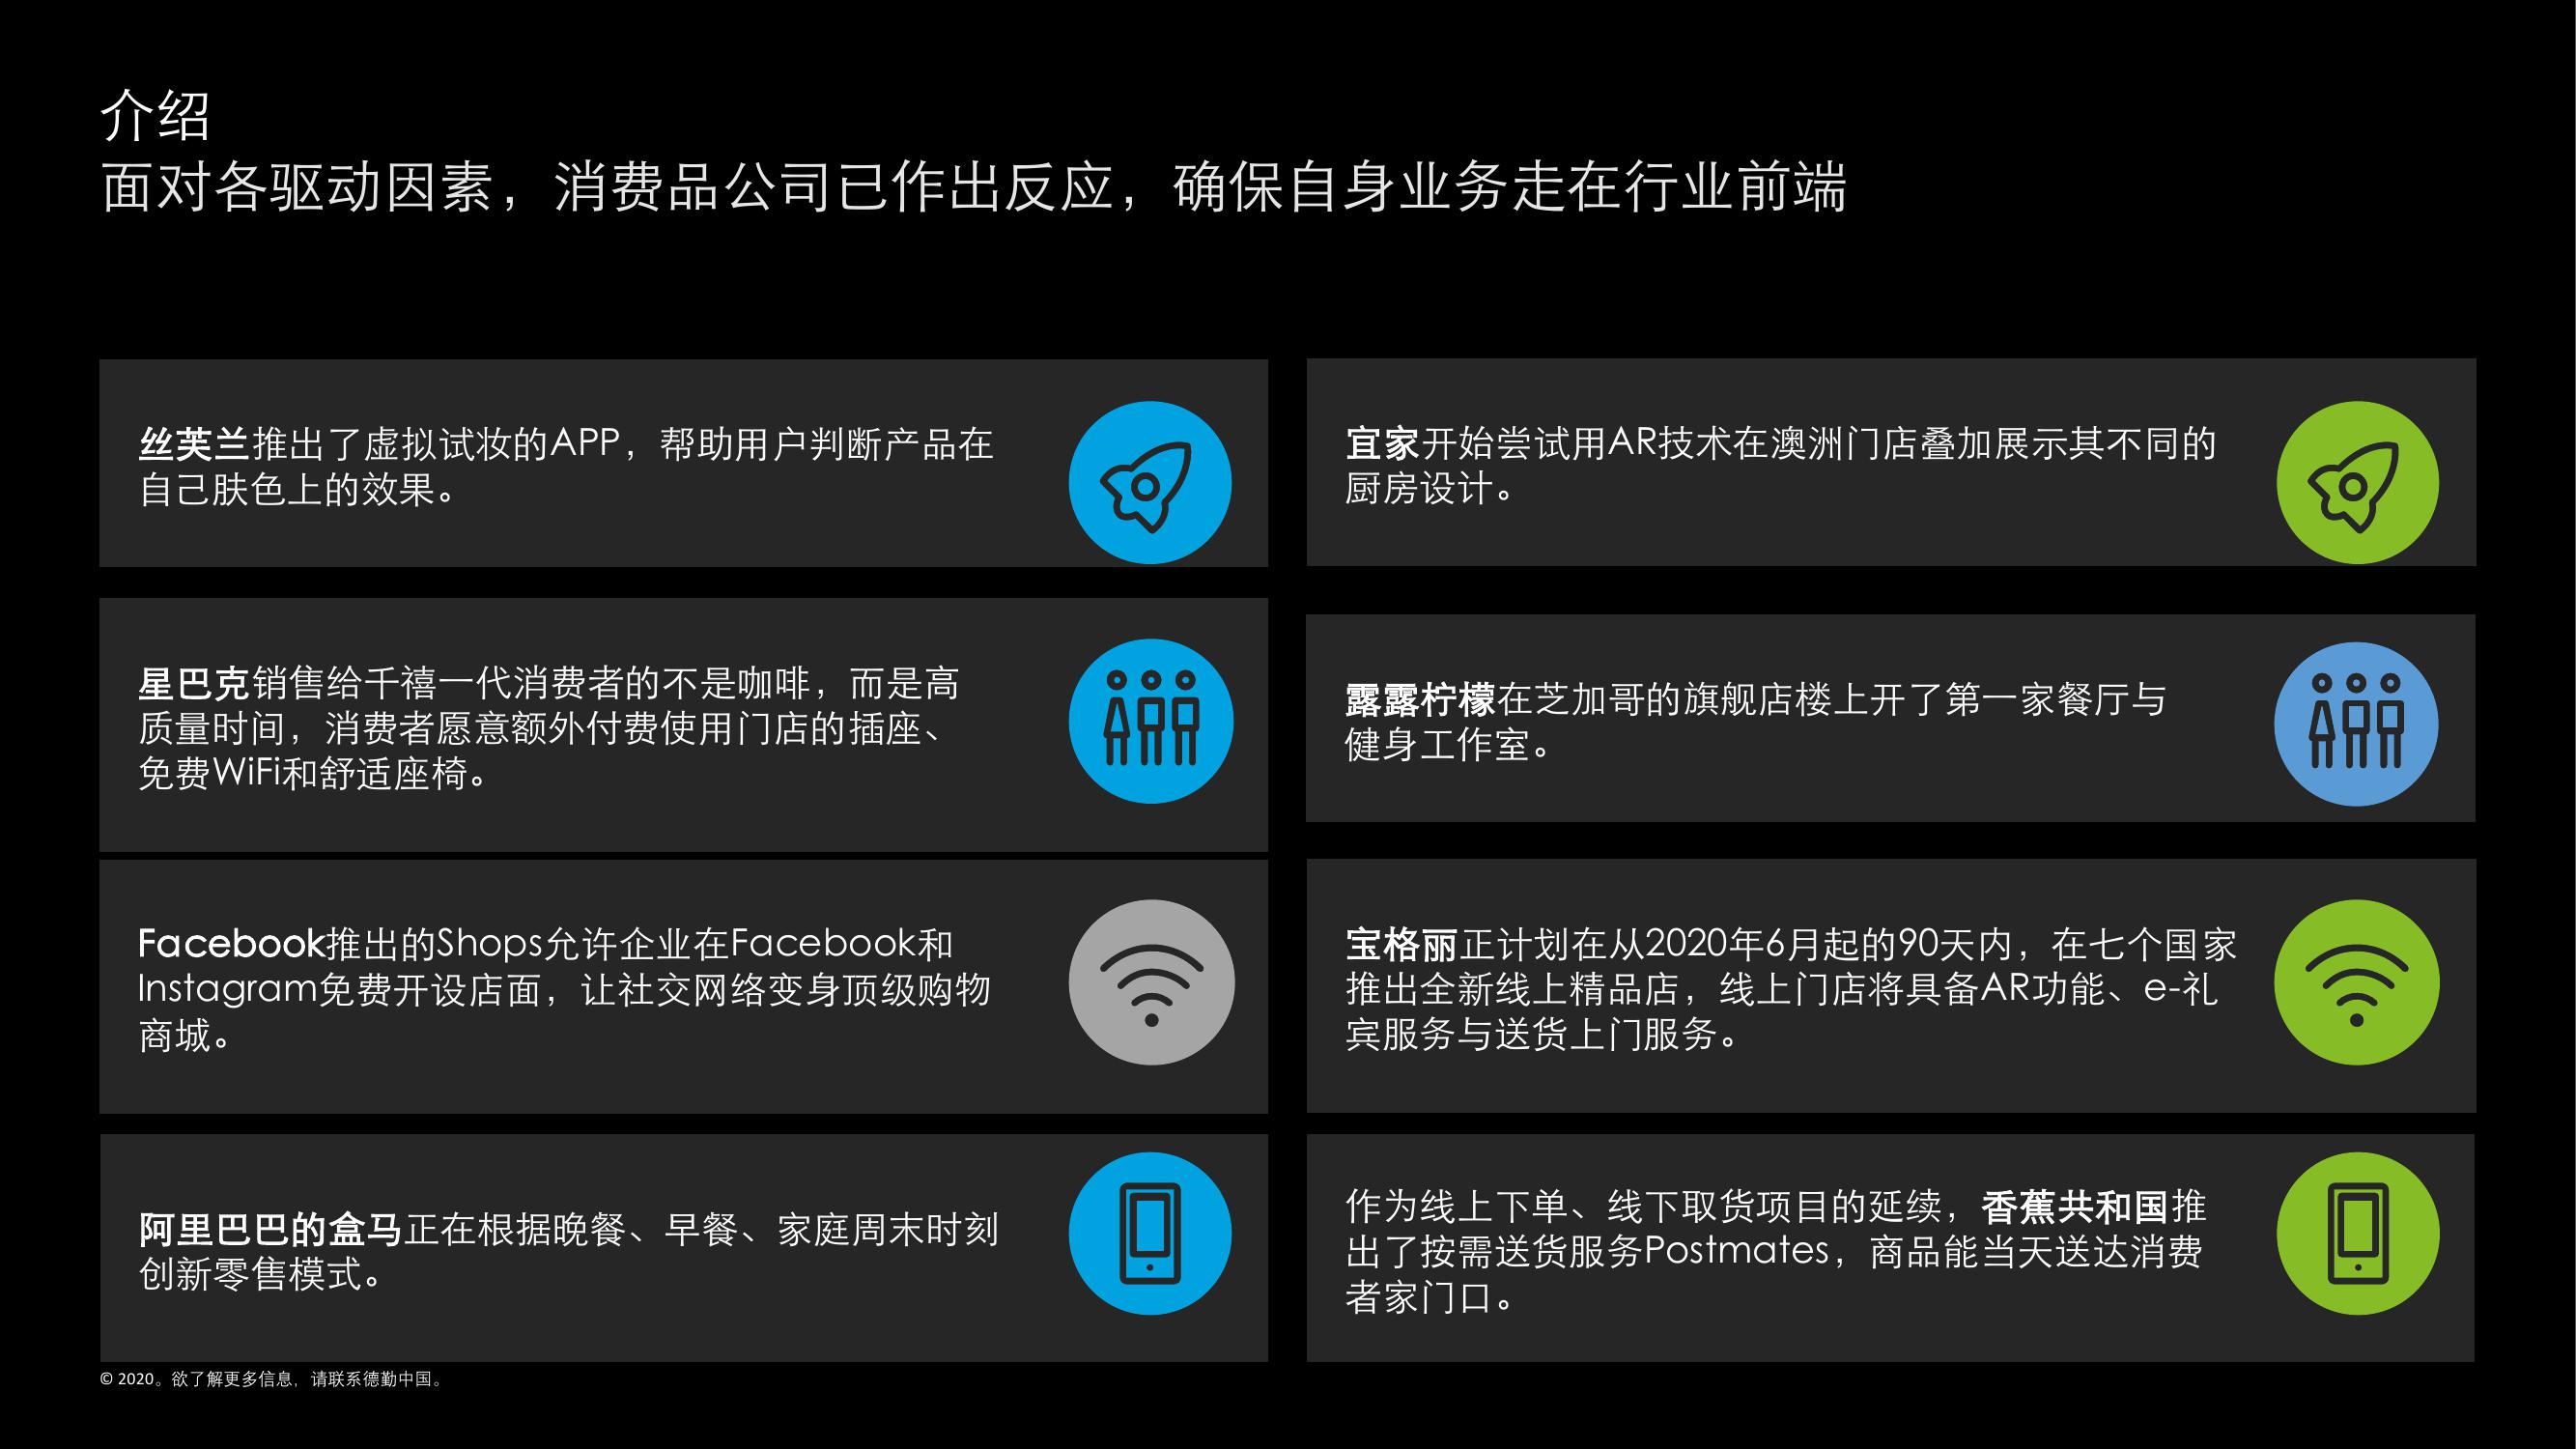 介绍
面对各驱动因素，消费品公司已作出反应，确保自身业务走在行业前端
丝芙兰推出了虚拟试妆的APP，帮助用户判断产品在
自己肤色上的效果。
宜家开始尝试用AR技术在澳洲门店叠加展示其不同的
厨房设计。
星巴克销售给千禧一代消费者的不是咖啡，而是高
质量时间，消费者愿意额外付费使用门店的插座、
免费WiFi和舒适座椅。
露露柠檬在芝加哥的旗舰店楼上开了第一家餐厅与
健身工作室。
Facebook推出的Shops允许企业在Facebook和
Instagram免费开设店面，让社交网络变身顶级购物
商城。
宝格丽正计划在从2020年6月起的90天内，在七个国家
推出全新线上精品店，线上门店将具备AR功能、e-礼
宾服务与送货上门服务。
阿里巴巴的盒马正在根据晚餐、早餐、家庭周末时刻
创新零售模式。
作为线上下单、线下取货项目的延续，香蕉共和国推
出了按需送货服务Postmates，商品能当天送达消费
者家门口。
© 2020。欲了解更多信息，请联系德勤中国。